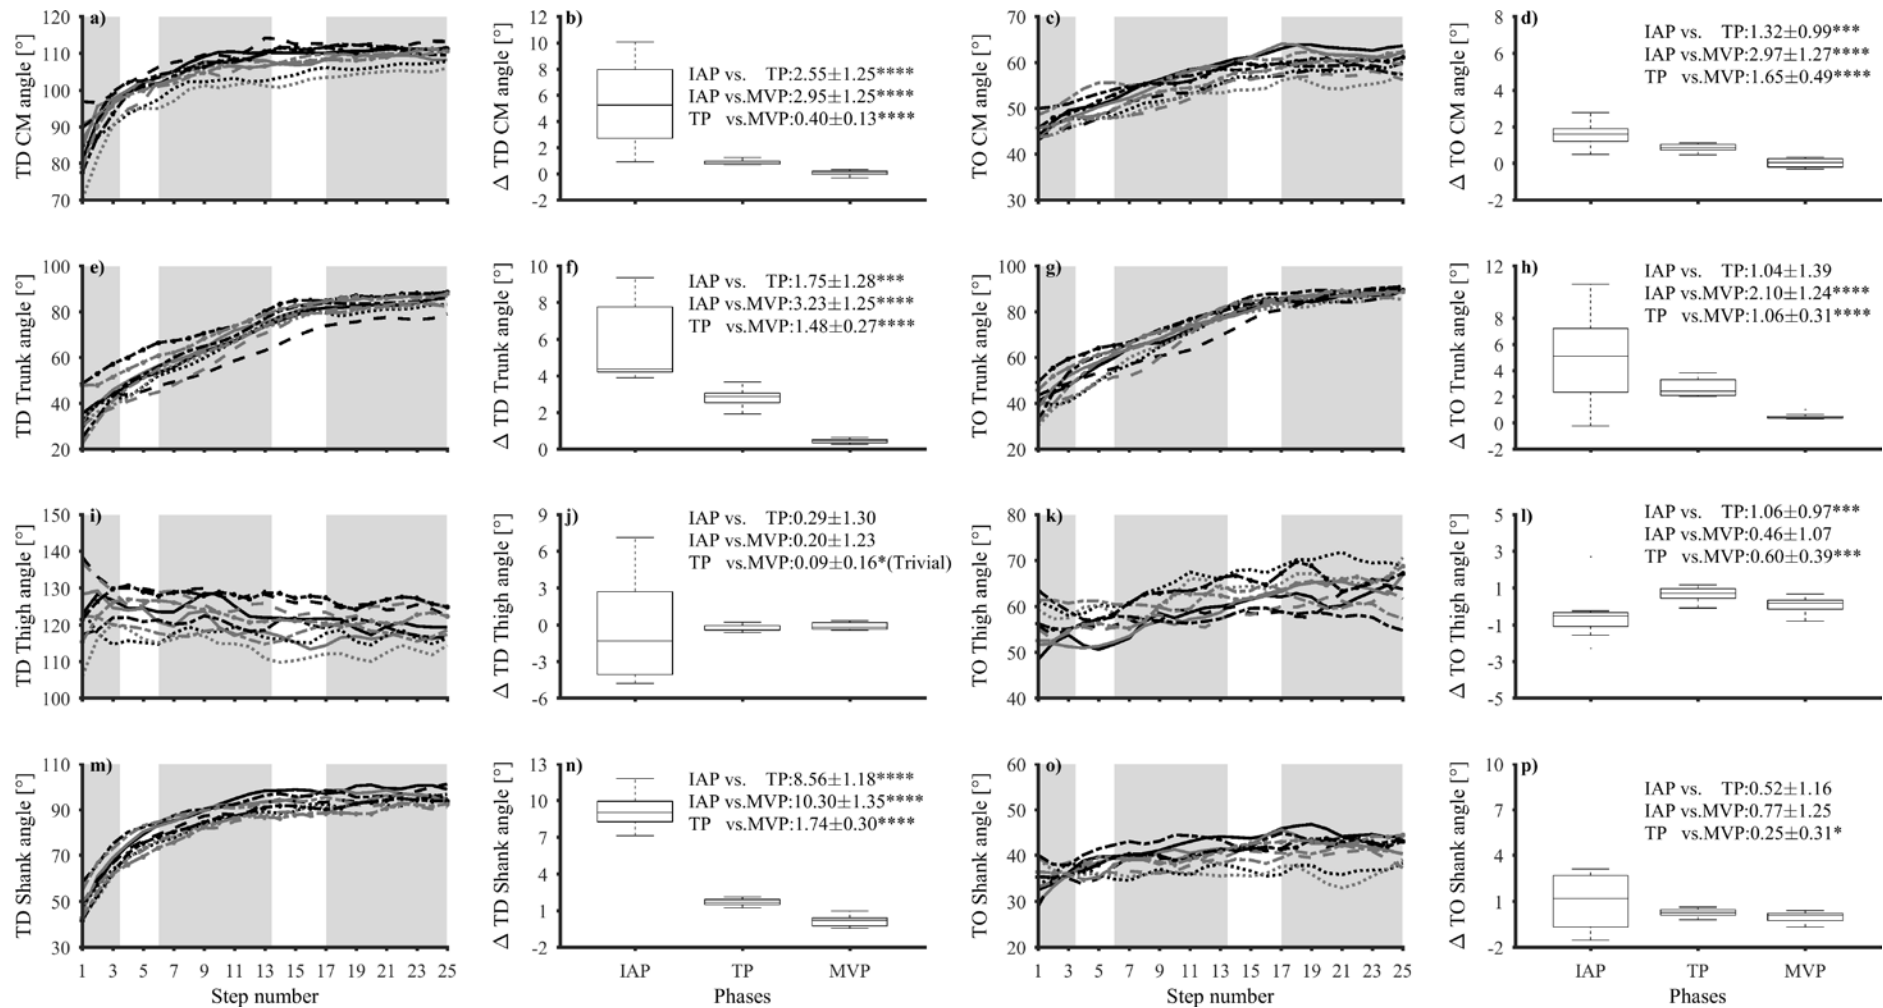 a)
TD CM angle [°]
120
110
100
90
80
70
b)
Δ TD CM angle [°]
12
10
8
6
4
2
0
-2
IAP vs. TP:2.55±1.25****
IAP vs.MVP:2.95±1.25****
TP vs.MVP:0.40±0.13****
c)
TO CM angle [°]
70
60
50
40
30
d)
Δ TO CM angle [°]
8
6
4
2
0
-2
IAP vs. TP:1.32±0.99***
IAP vs.MVP:2.97±1.27****
TP vs.MVP:1.65±0.49****
e)
TD Trunk angle [°]
100
80
60
40
20
f)
Δ TD Trunk angle [°]
10
8
6
4
2
0
IAP vs. TP:1.75±1.28***
IAP vs.MVP:3.23±1.25****
TP vs.MVP:1.48±0.27****
g)
TO Trunk angle [°]
100
80
60
40
20
h)
Δ TO Trunk angle [°]
12
10
8
6
4
2
0
-2
IAP vs. TP:1.04±1.39
IAP vs.MVP:2.10±1.24****
TP vs.MVP:1.06±0.31****
i)
TD Thigh angle [°]
150
140
130
120
110
100
j)
Δ TD Thigh angle [°]
9
6
3
0
-3
-6
IAP vs. TP:0.29±1.30
IAP vs.MVP:0.20±1.23
TP vs.MVP:0.09±0.16*(Trivial)
k)
TO Thigh angle [°]
80
70
60
50
40
l)
Δ TO Thigh angle [°]
5
3
1
-1
-3
-5
IAP vs. TP:1.06±0.97***
IAP vs.MVP:0.46±1.07
TP vs.MVP:0.60±0.39***
m)
TD Shank angle [°]
110
90
70
50
30
1 3 5 7 9 11 13 15 17 19 21 23 25
Step number
n)
Δ TD Shank angle [°]
13
10
7
4
1
-2
IAP vs. TP:8.56±1.18****
IAP vs.MVP:10.30±1.35****
TP vs.MVP:1.74±0.30****
IAP TP MVP
Phases
o)
TO Shank angle [°]
60
50
40
30
20
1 3 5 7 9 11 13 15 17 19 21 23 25
Step number
p)
Δ TO Shank angle [°]
10
7
4
1
-2
IAP vs. TP:0.52±1.16
IAP vs.MVP:0.77±1.25
TP vs.MVP:0.25±0.31*
IAP TP MVP
Phases